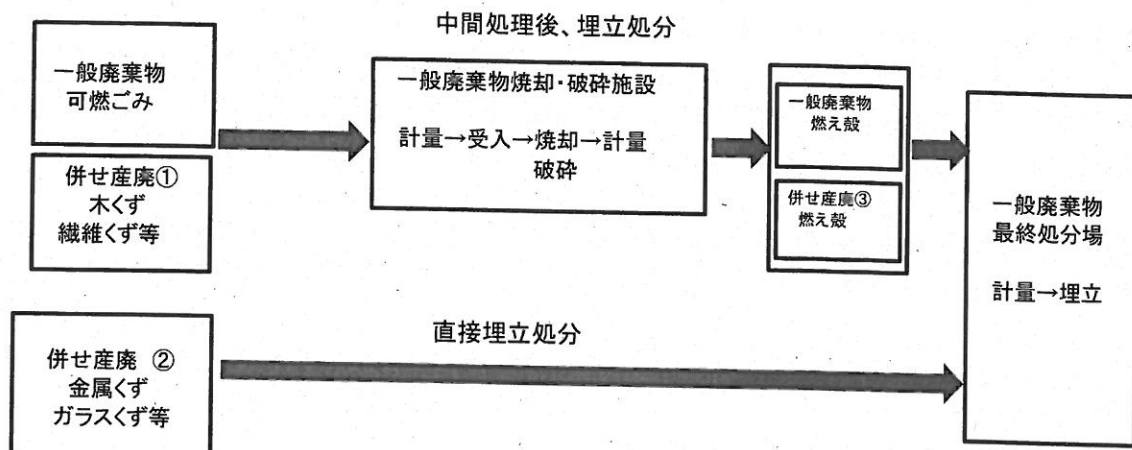 中間処理後、埋立処分
一般廃棄物
可燃ごみ
併せ産廃①
木くず
繊維くず等
一般廃棄物焼却・破砕施設
計量→受入→焼却→計量
破砕
一般廃棄物
燃え殻
併せ産廃③
燃え殻
一般廃棄物
最終処分場
計量→埋立
直接埋立処分
併せ産廃 ②
金属くず
ガラスくず等